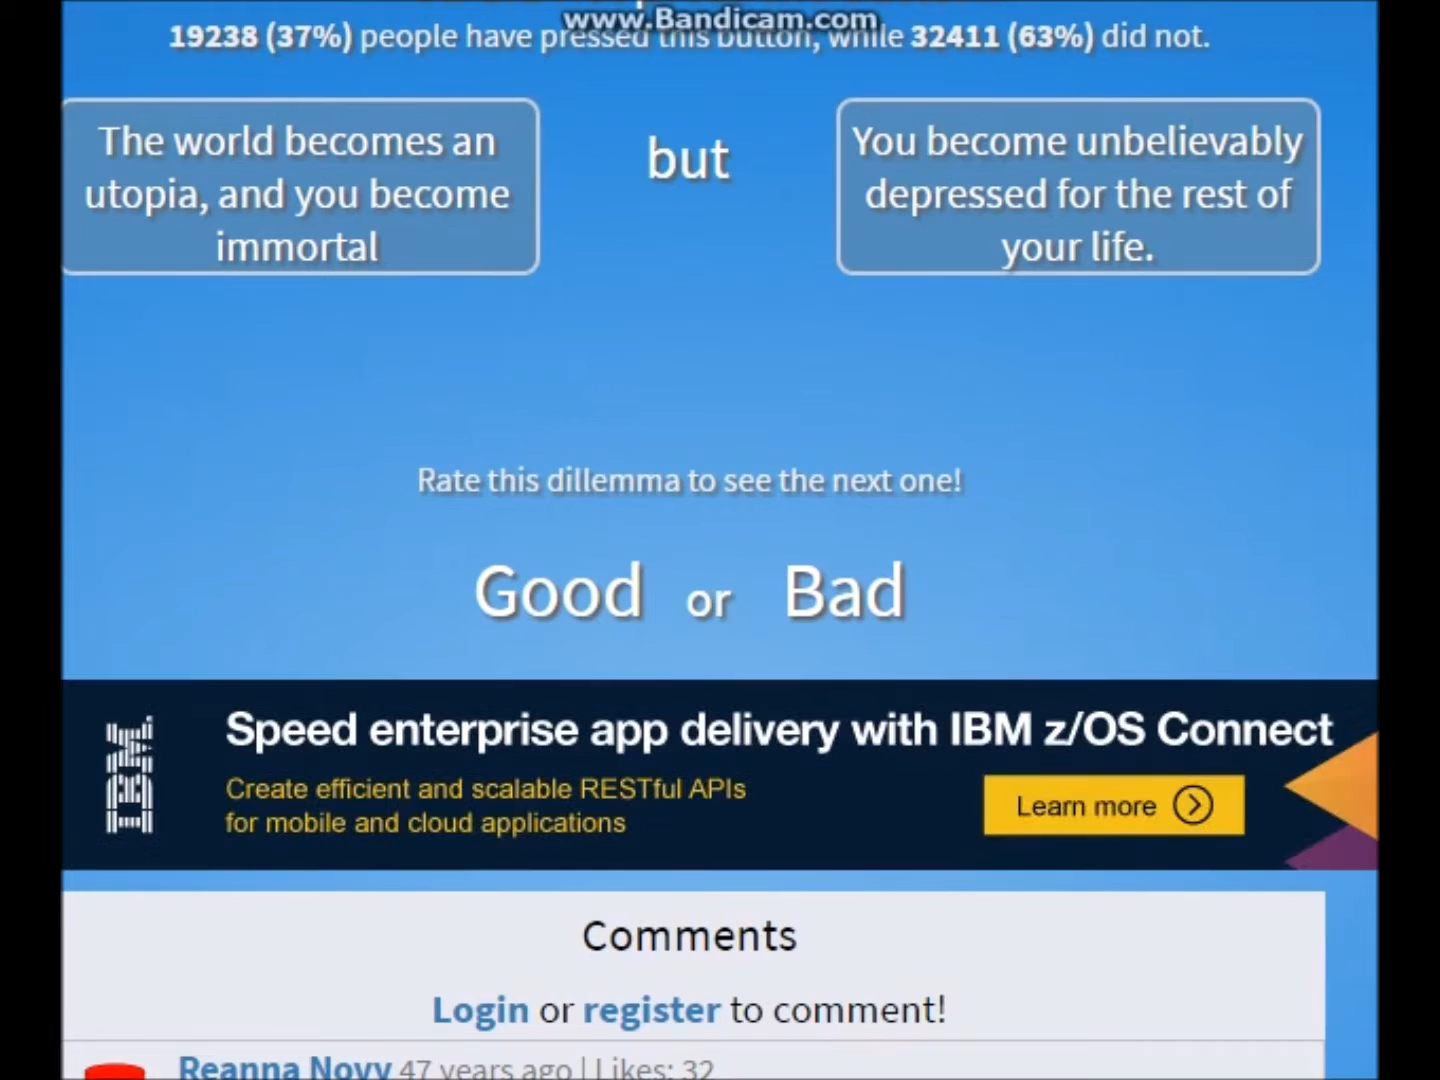 www.Bandicam.com
19238 (37%) people have pressed this button, while 32411 (63%) did not.
The world becomes an
utopia, and you become
immortal
but
You become unbelievably
depressed for the rest of
your life.
Rate this dillemma to see the next one!
Good or Bad
IBM
Speed enterprise app delivery with IBM z/OS Connect
Create efficient and scalable RESTful APIs
for mobile and cloud applications
Learn more
Comments
Login or register to comment!
Reanna Novy 47 years ago | Likes: 32